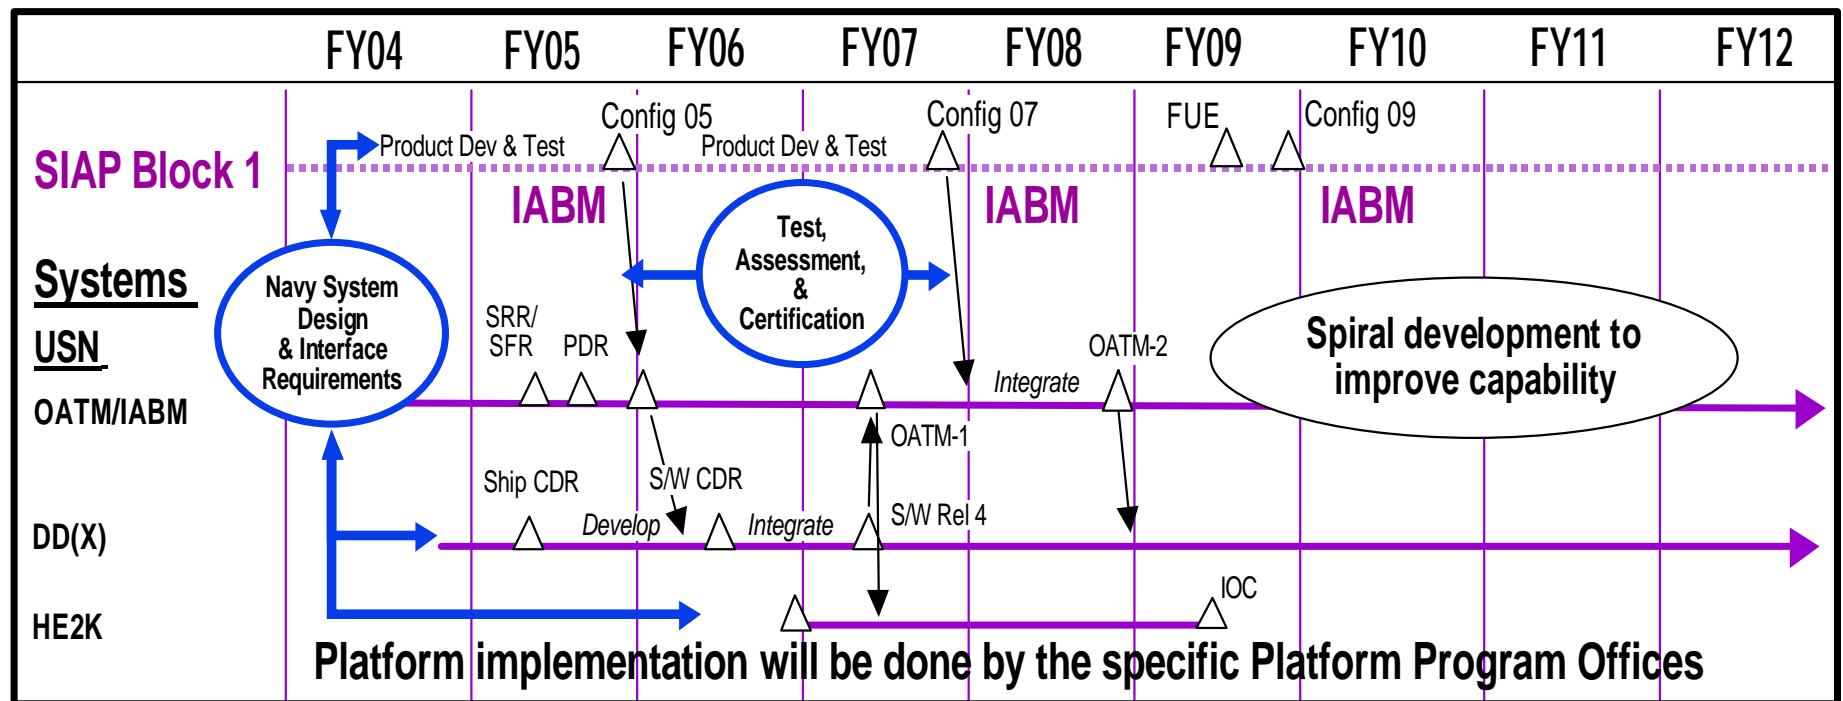 FY04 FY05 FY06 FY07 FY08 FY09 FY10 FY11 FY12
Config 05
Config 07
FUE
Config 09
Product Dev & Test
Product Dev & Test
SIAP Block 1
IABM
IABM
IABM
Test,
Assessment,
&
Certification
Systems
USN
Navy System
Design
& Interface
Requirements
SRR/
SFR
PDR
OATM-2
Integrate
Spiral development to
improve capability
OATM/IABM
OATM-1
Ship CDR
S/W CDR
S/W Rel 4
Develop
Integrate
DD(X)
IOC
HE2K
Platform implementation will be done by the specific Platform Program Offices